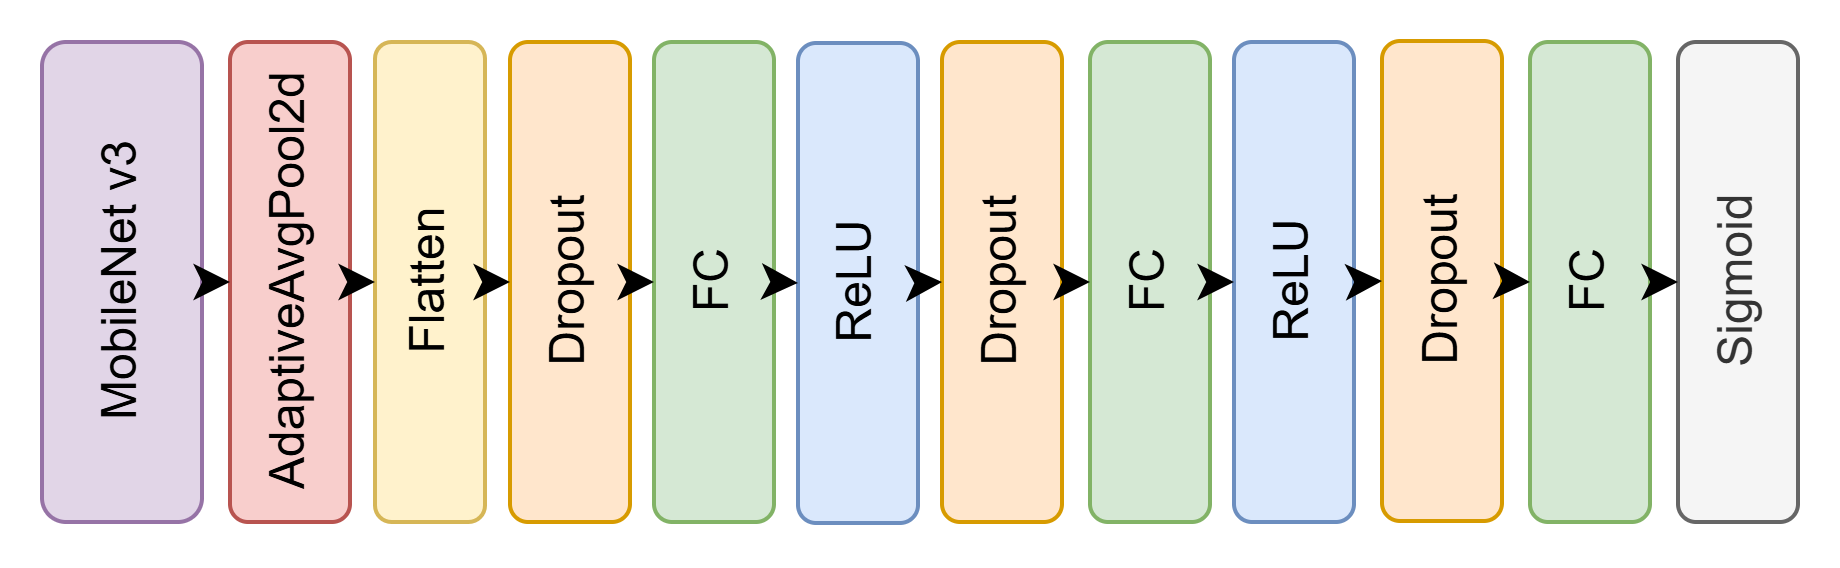 MobileNet v3
AdaptiveAvgPool2d
Flatten
Dropout
FC
ReLU
Dropout
FC
ReLU
Dropout
FC
Sigmoid